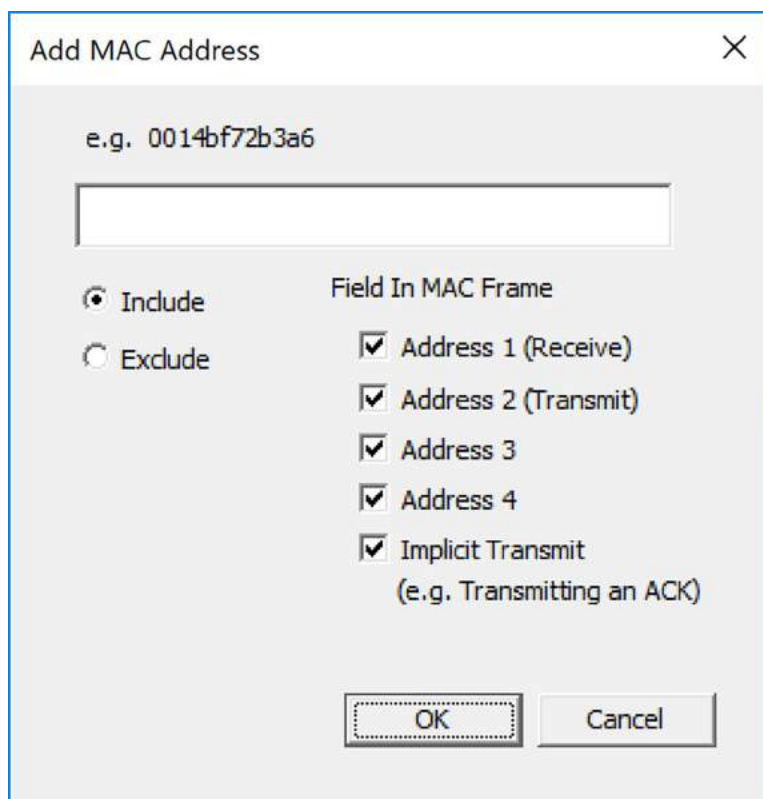 Add MAC Address
e.g. 0014bf72b3a6
Include
Exclude
Field In MAC Frame
Address 1 (Receive)
Address 2 (Transmit)
Address 3
Address 4
Implicit Transmit
(e.g. Transmitting an ACK)
OK
Cancel